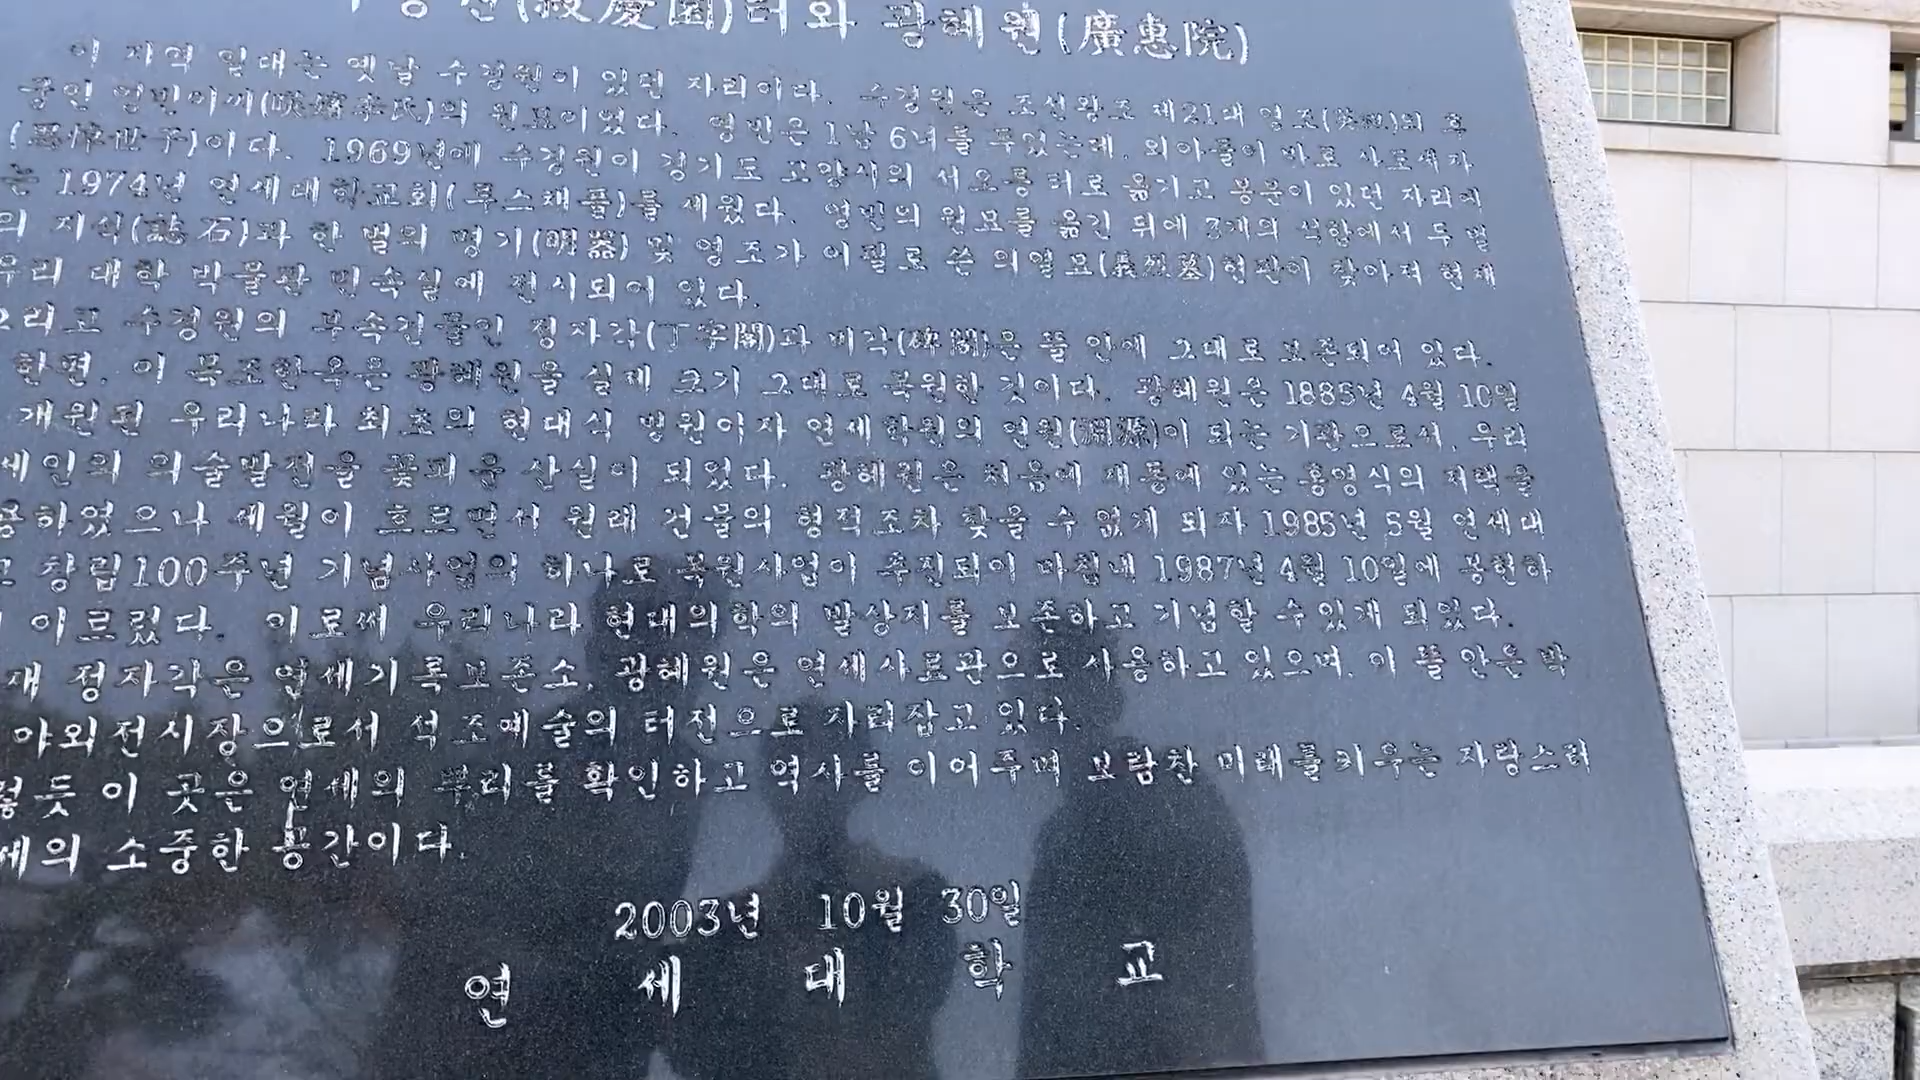 수경원(綏慶園)터와 광혜원(廣惠院)
이 지역 일대는 옛날 수경원이 있던 자리이다. 수경원은 조선왕조 제21대 영조(英祖)의 후
궁인 영빈이씨(暎嬪李氏)의 원묘이었다. 영빈은 1남 6녀를 두었는데, 외아들이 바로 사도세자
(思悼世子)이다. 1969년에 수경원이 경기도 고양시의 서오릉 터로 옮기고 봉분이 있던 자리에
는 1974년 연세대학교회(루스채플)를 세웠다. 영빈의 원묘를 옮긴 뒤에 3개의 석함에서 두 벌
의 지석(誌石)과 한 벌의 명기(明器) 및 영조가 어필로 쓴 의열묘(義烈墓)현판이 찾아져 현재
우리 대학 박물관 민속실에 전시되어 있다.
그리고 수경원의 부속건물인 정자각(丁字閣)과 비각(碑閣)은 뜰 안에 그대로 보존되어 있다.
한편, 이 목조한옥은 광혜원을 실제 크기 그대로 복원한 것이다. 광혜원은 1885년 4월 10일
개원된 우리나라 최초의 현대식 병원이자 연세학원의 연원(淵源)이 되는 기관으로서, 우리
세인의 의술발전을 꽃피운 산실이 되었다. 광혜원은 처음에 재동에 있는 홍영식의 저택을
용하였으나 세월이 흐르면서 원래 건물의 형적조차 찾을 수 없게 되자 1985년 5월 연세대
창립100주년 기념사업의 하나로 복원사업이 추진되어 마침내 1987년 4월 10일에 봉헌하
이르렀다. 이로써 우리나라 현대의학의 발상지를 보존하고 기념할 수있게 되었다.
재 정자각은 연세기록보존소, 광혜원은 연세사료관으로 사용하고 있으며, 이 뜰 안은 박
야외전시장으로서 석조예술의 터전으로 자리잡고 있다.
렇듯 이 곳은 연세의 뿌리를 확인하고 역사를 이어주며 보람찬 미래를키우는 자랑스러
세의 소중한 공간이다.
2003년 10월 30일
연 세 대 학 교